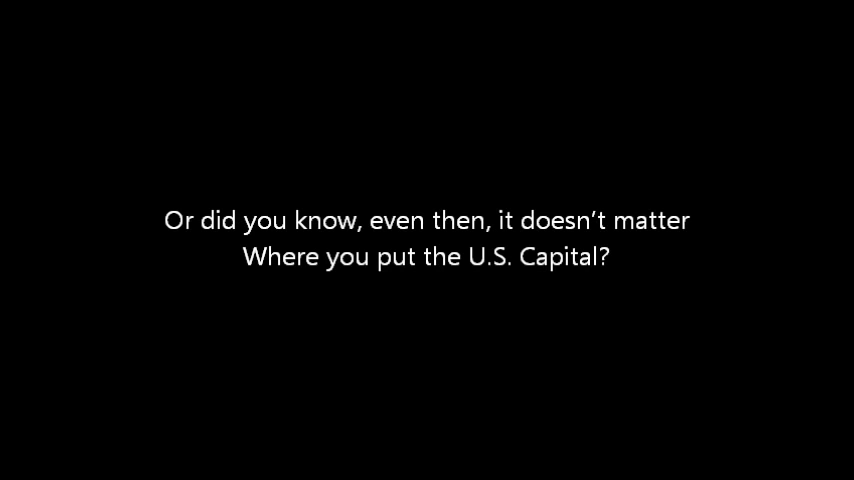 Or did you know, even then, it doesn’t matter
Where you put the U.S. Capital?